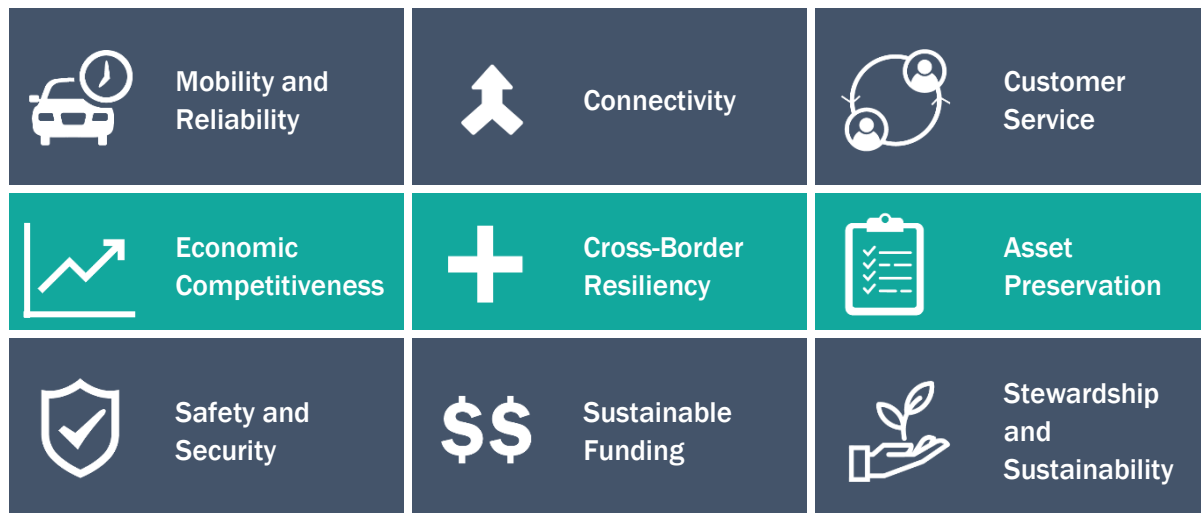 Mobility and
Reliability
Connectivity
Customer
Service
Economic
Competitiveness
Cross-Border
Resiliency
Asset
Preservation
Safety and
Security
$$
Sustainable
Funding
Stewardship
and
Sustainability